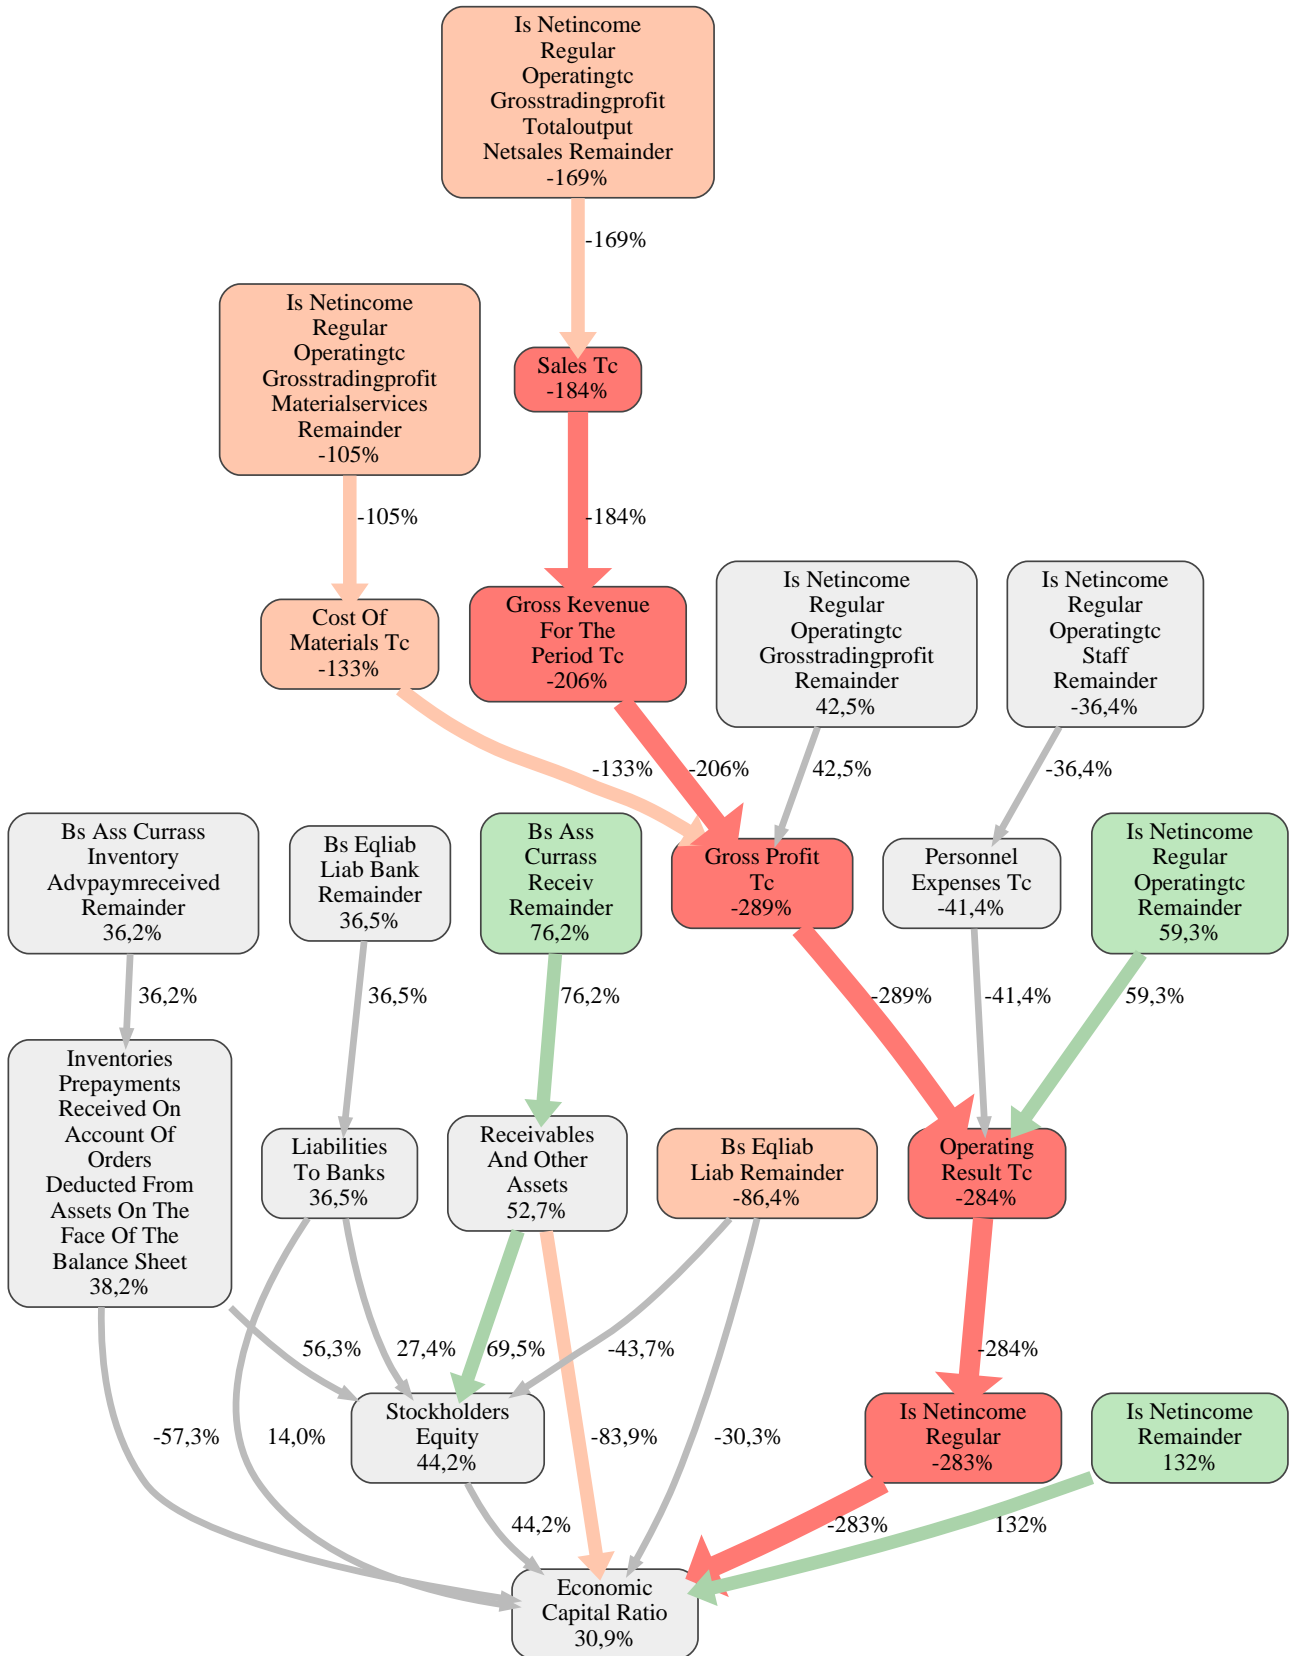 Is Netincome
Regular
Operatingtc
Grosstradingprofit
Totaloutput
Netsales Remainder
-169%
-169%
Is Netincome
Regular
Operatingtc
Grosstradingprofit
Materialservices
Remainder
-105%
Sales Tc
-184%
-105%
-184%
Cost Of
Materials Tc
-133%
Gross Revenue
For The
Period Tc
-206%
Is Netincome
Regular
Operatingtc
Grosstradingprofit
Remainder
42,5%
Is Netincome
Regular
Operatingtc
Staff
Remainder
-36,4%
-133%
-206%
42,5%
-36,4%
Bs Ass Currass
Inventory
Advpaymreceived
Remainder
36,2%
Bs Eqliab
Liab Bank
Remainder
36,5%
Bs Ass
Currass
Receiv
Remainder
76,2%
Gross Profit
Tc
-289%
Personnel
Expenses Tc
-41,4%
Is Netincome
Regular
Operatingtc
Remainder
59,3%
36,2%
36,5%
76,2%
-289%
-41,4%
59,3%
Inventories
Prepayments
Received On
Account Of
Orders
Deducted From
Assets On The
Face Of The
Balance Sheet
38,2%
Liabilities
To Banks
36,5%
Receivables
And Other
Assets
52,7%
Bs Eqliab
Liab Remainder
-86,4%
Operating
Result Tc
-284%
56,3%
27,4%
69,5%
-43,7%
-284%
Stockholders
Equity
44,2%
Is Netincome
Regular
-283%
Is Netincome
Remainder
132%
-57,3%
14,0%
-83,9%
-30,3%
44,2%
-283%
132%
Economic
Capital Ratio
30,9%